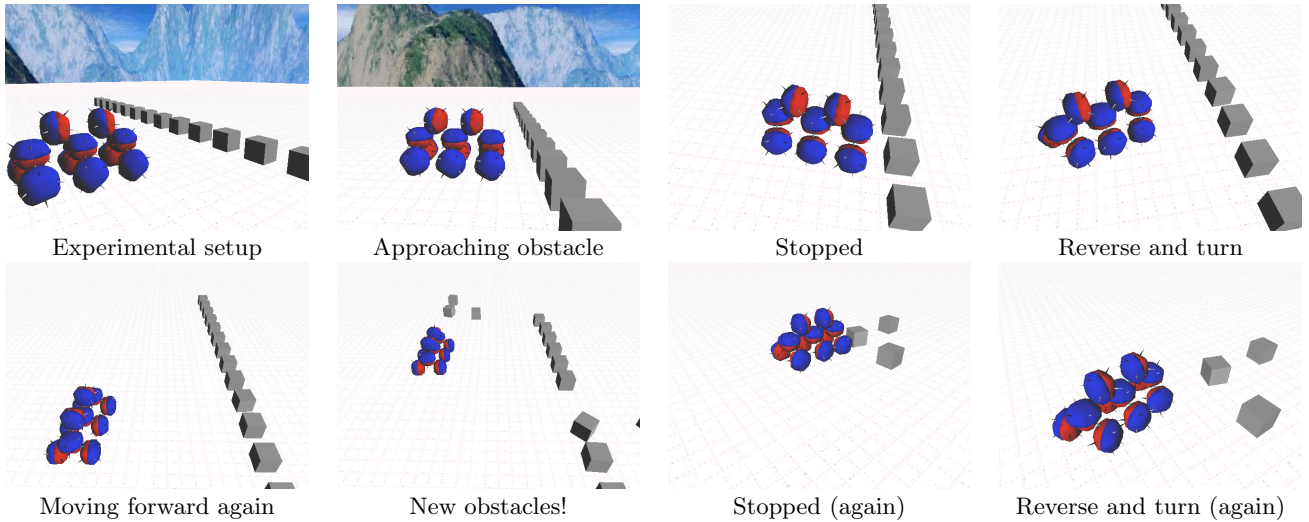 Experimental setup
Approaching obstacle
Stopped
Reverse and turn
Moving forward again
New obstacles!
Stopped (again)
Reverse and turn (again)